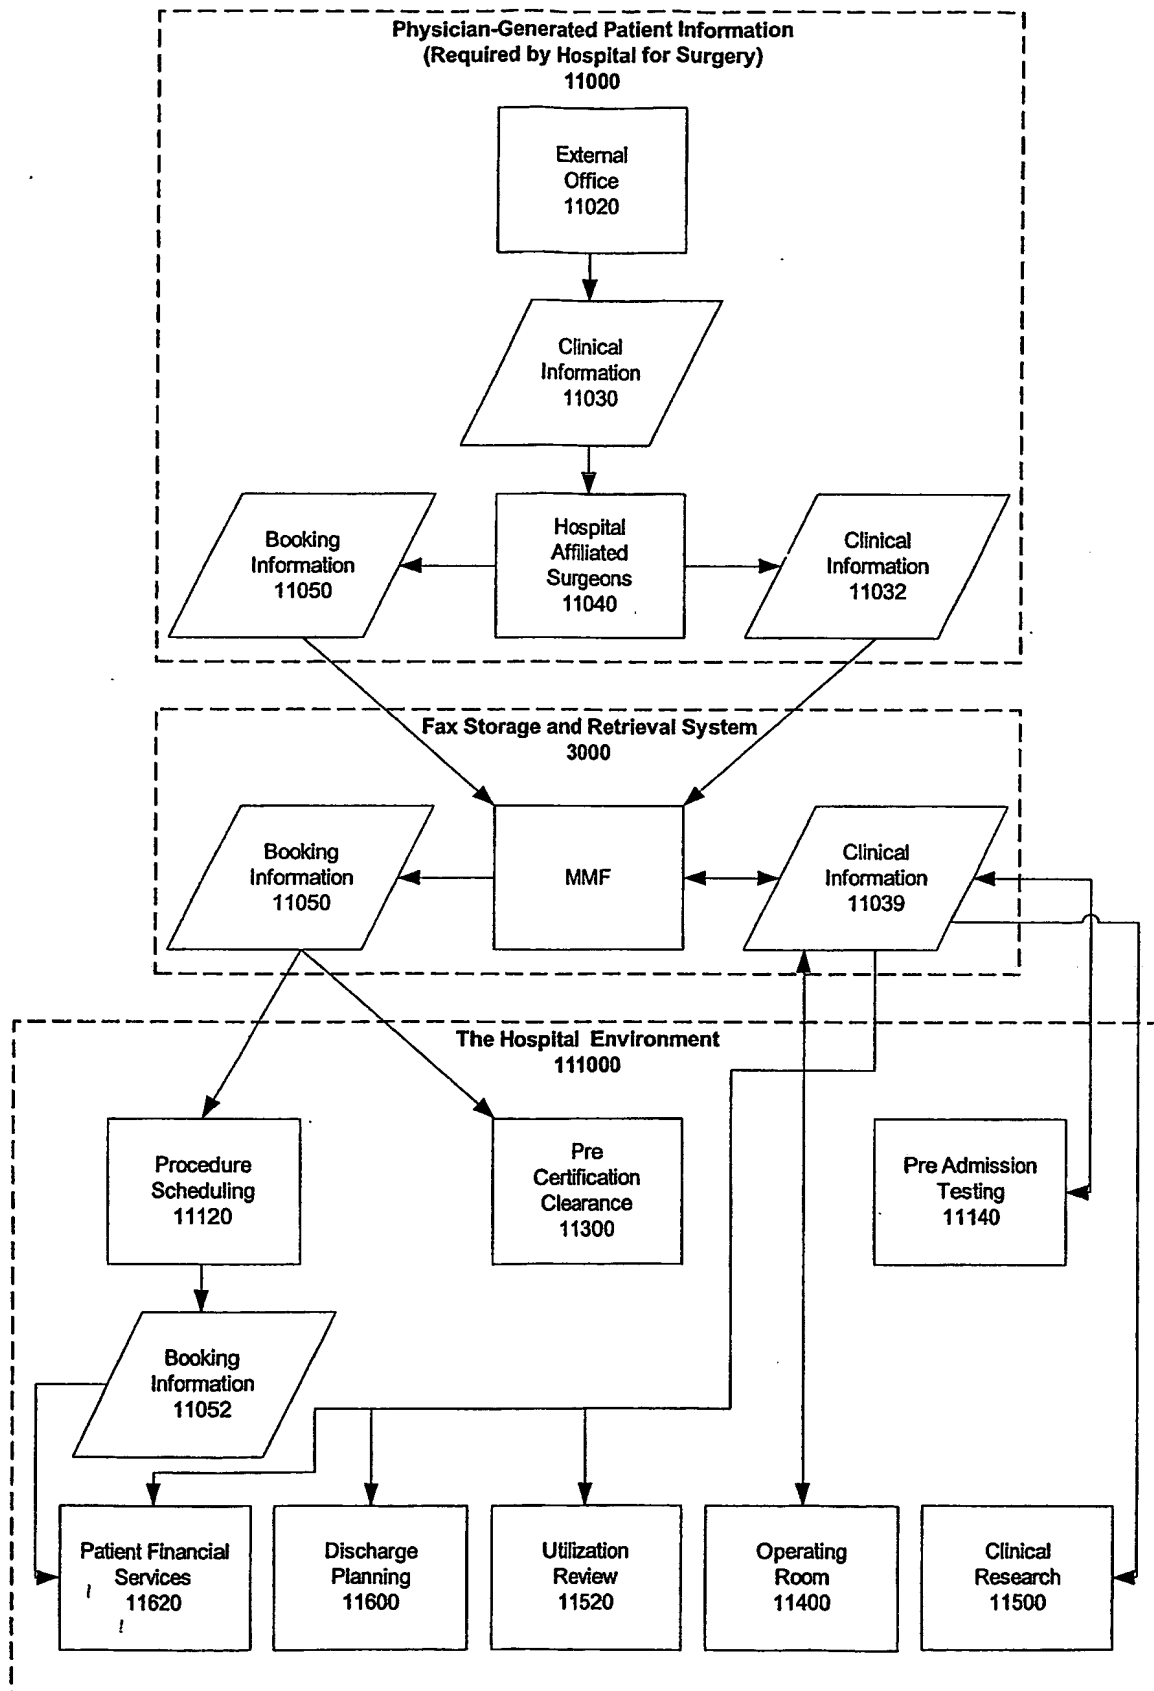 Physician-Generated Patient Information
(Required by Hospital for Surgery)
11000
External
Office
11020
Clinical
Information
11030
Booking
Information
11050
Hospital
Affiliated
Surgeons
11040
Clinical
Information
11032
Fax Storage and Retrieval System
3000
Booking
Information
11050
MMF
Clinical
Information
11039
The Hospital Environment
111000
Procedure
Scheduling
11120
Pre
Certification
Clearance
11300
Pre Admission
Testing
11140
Booking
Information
11052
Patient Financial
Services
11620
Discharge
Planning
11600
Utilization
Review
11520
Operating
Room
11400
Clinical
Research
11500